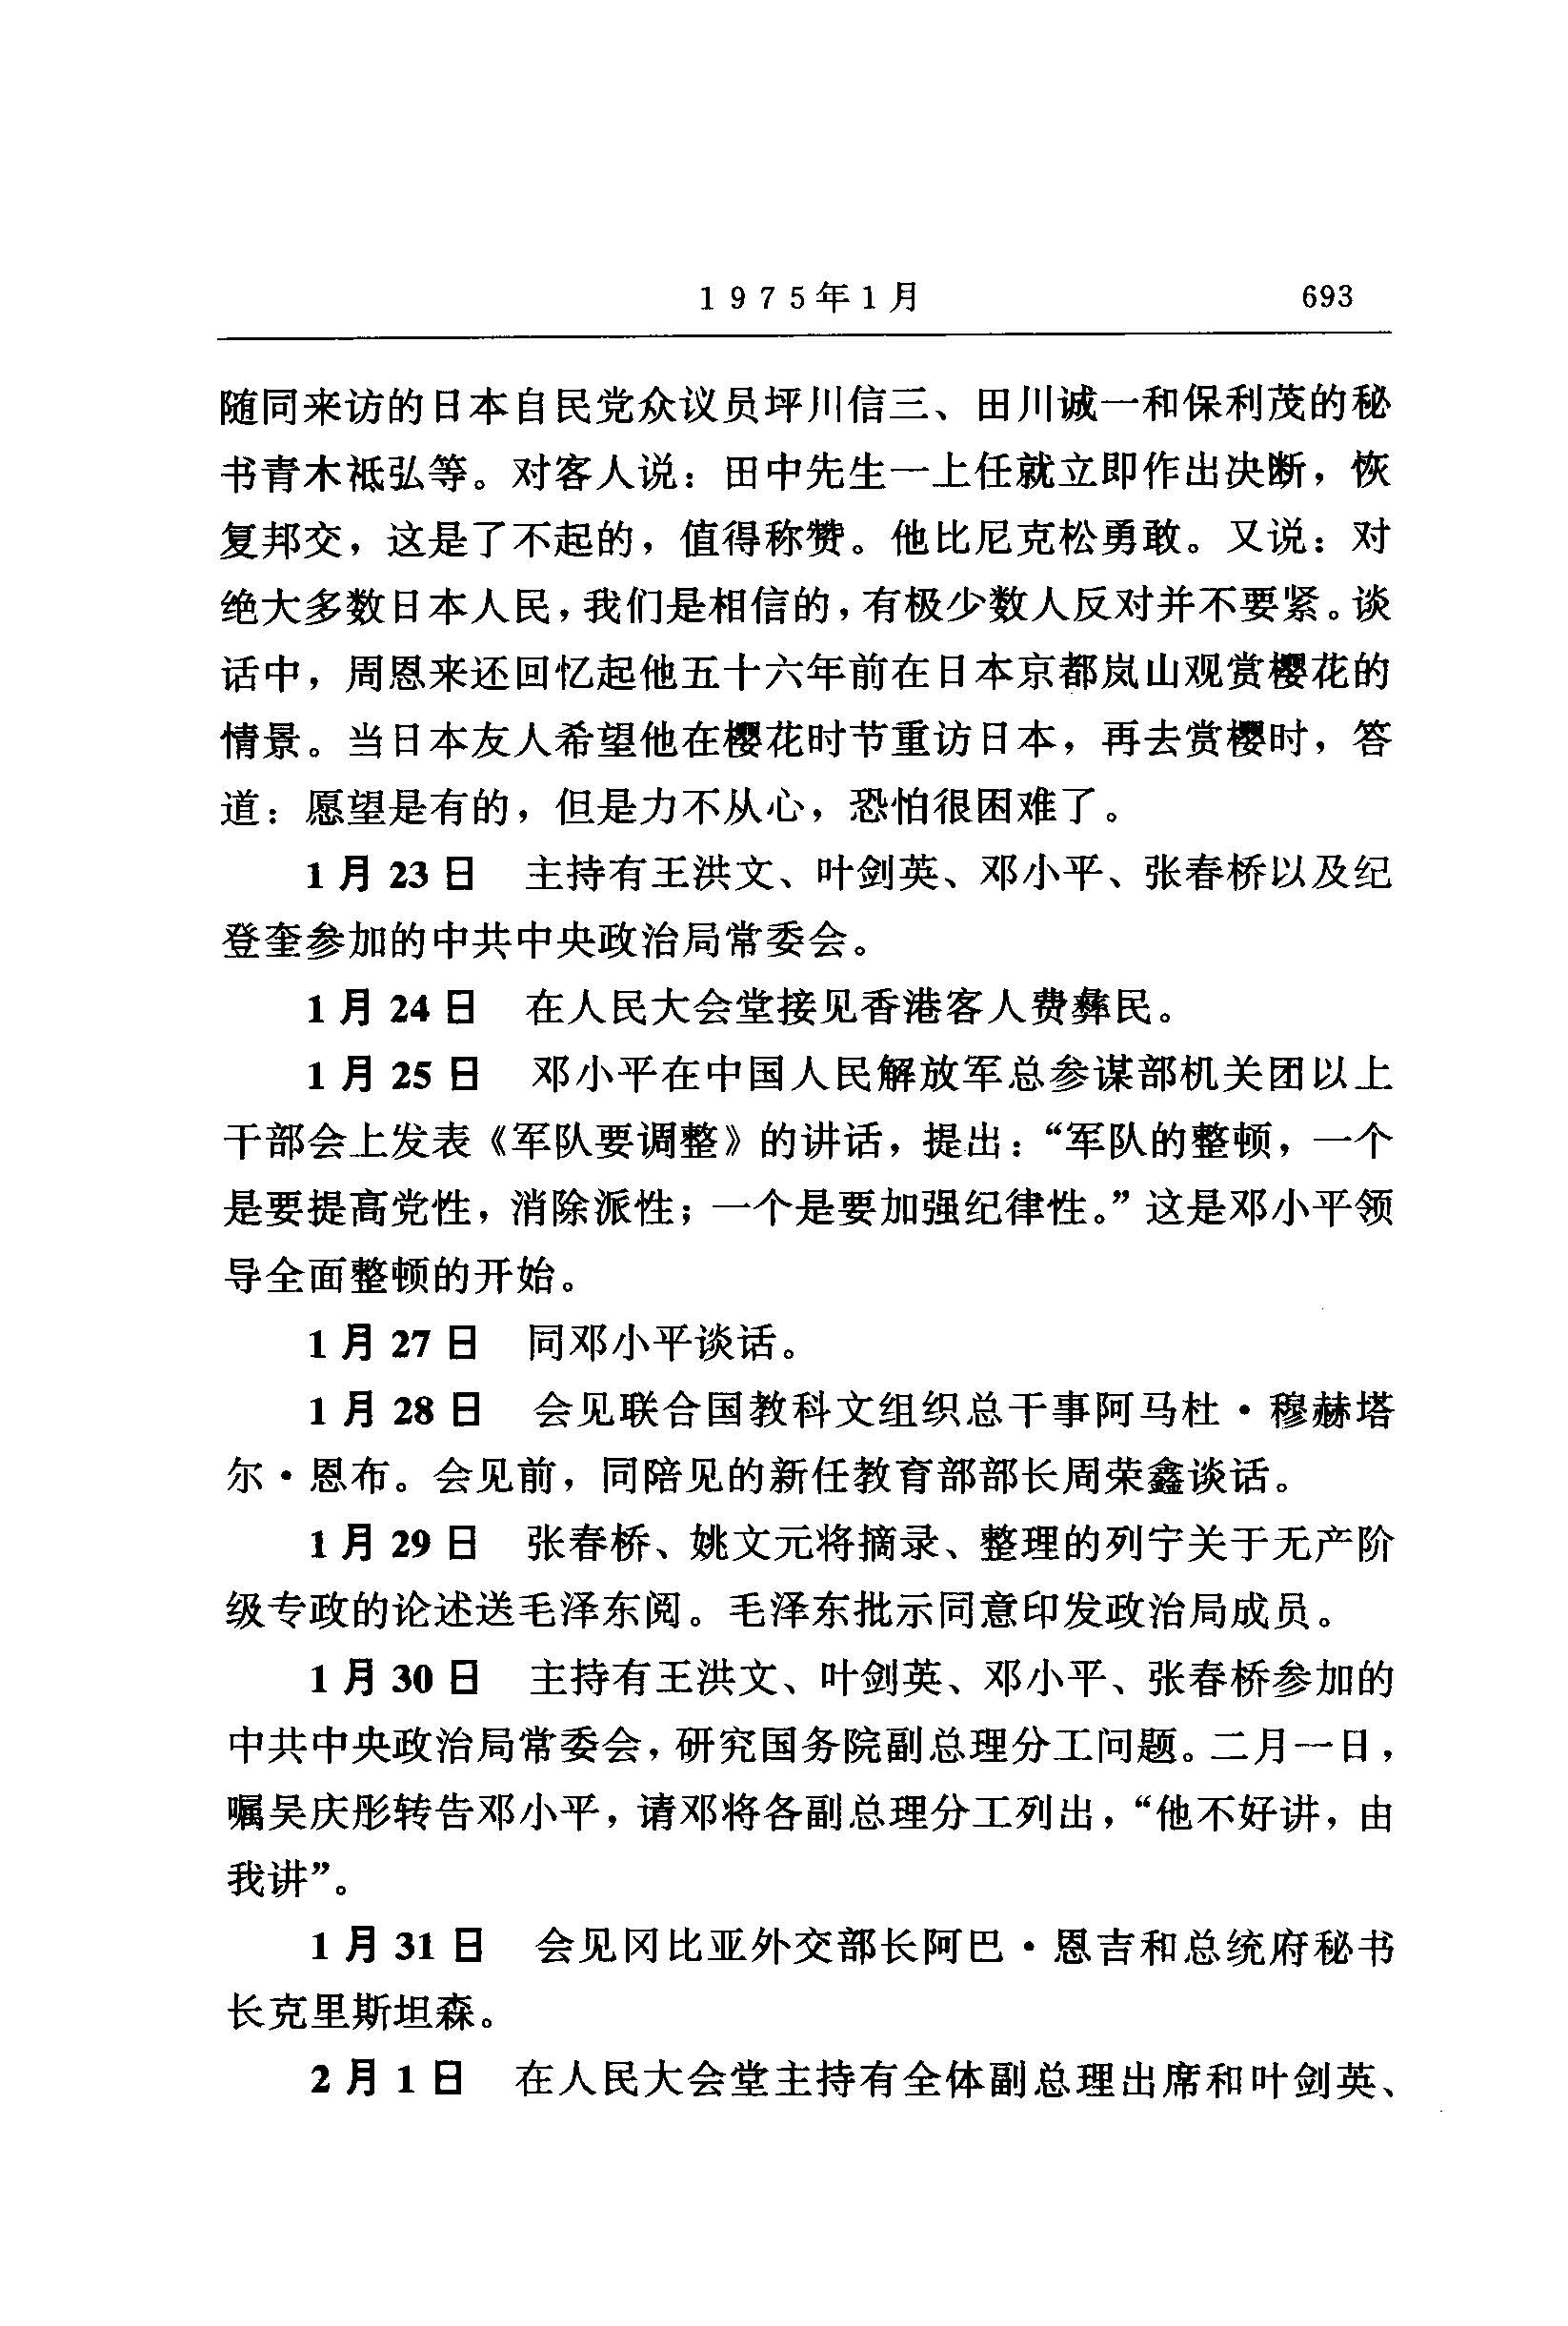 1975年1月 693
随同来访的日本自民党众议员坪川信三、田川诚一和保利茂的秘
书青木祗弘等。对客人说：田中先生一上任就立即作出决断，恢
复邦交，这是了不起的，值得称赞。他比尼克松勇敢。又说：对
绝大多数日本人民，我们是相信的，有极少数人反对并不要紧。谈
话中，周恩来还回忆起他五十六年前在日本京都岚山观赏樱花的
情景。当日本友人希望他在樱花时节重访日本，再去赏樱时，答
道：愿望是有的，但是力不从心，恐怕很困难了。
1月23日 主持有王洪文、叶剑英、邓小平、张春桥以及纪
登奎参加的中共中央政治局常委会。
1月24日 在人民大会堂接见香港客人费彝民。
1月25日 邓小平在中国人民解放军总参谋部机关团以上
干部会上发表《军队要调整》的讲话，提出：“军队的整顿，一个
是要提高党性，消除派性；一个是要加强纪律性。”这是邓小平领
导全面整顿的开始。
1月27日 同邓小平谈话。
1月28日 会见联合国教科文组织总干事阿马杜·穆赫塔
尔·恩布。会见前，同陪见的新任教育部部长周荣鑫谈话。
1月29日 张春桥、姚文元将摘录、整理的列宁关于无产阶
级专政的论述送毛泽东阅。毛泽东批示同意印发政治局成员。
1月30日 主持有王洪文、叶剑英、邓小平、张春桥参加的
中共中央政治局常委会，研究国务院副总理分工问题。二月一日，
嘱吴庆彤转告邓小平，请邓将各副总理分工列出，“他不好讲，由
我讲”。
1月31日 会见冈比亚外交部长阿巴·恩吉和总统府秘书
长克里斯坦森。
2月1日 在人民大会堂主持有全体副总理出席和叶剑英、